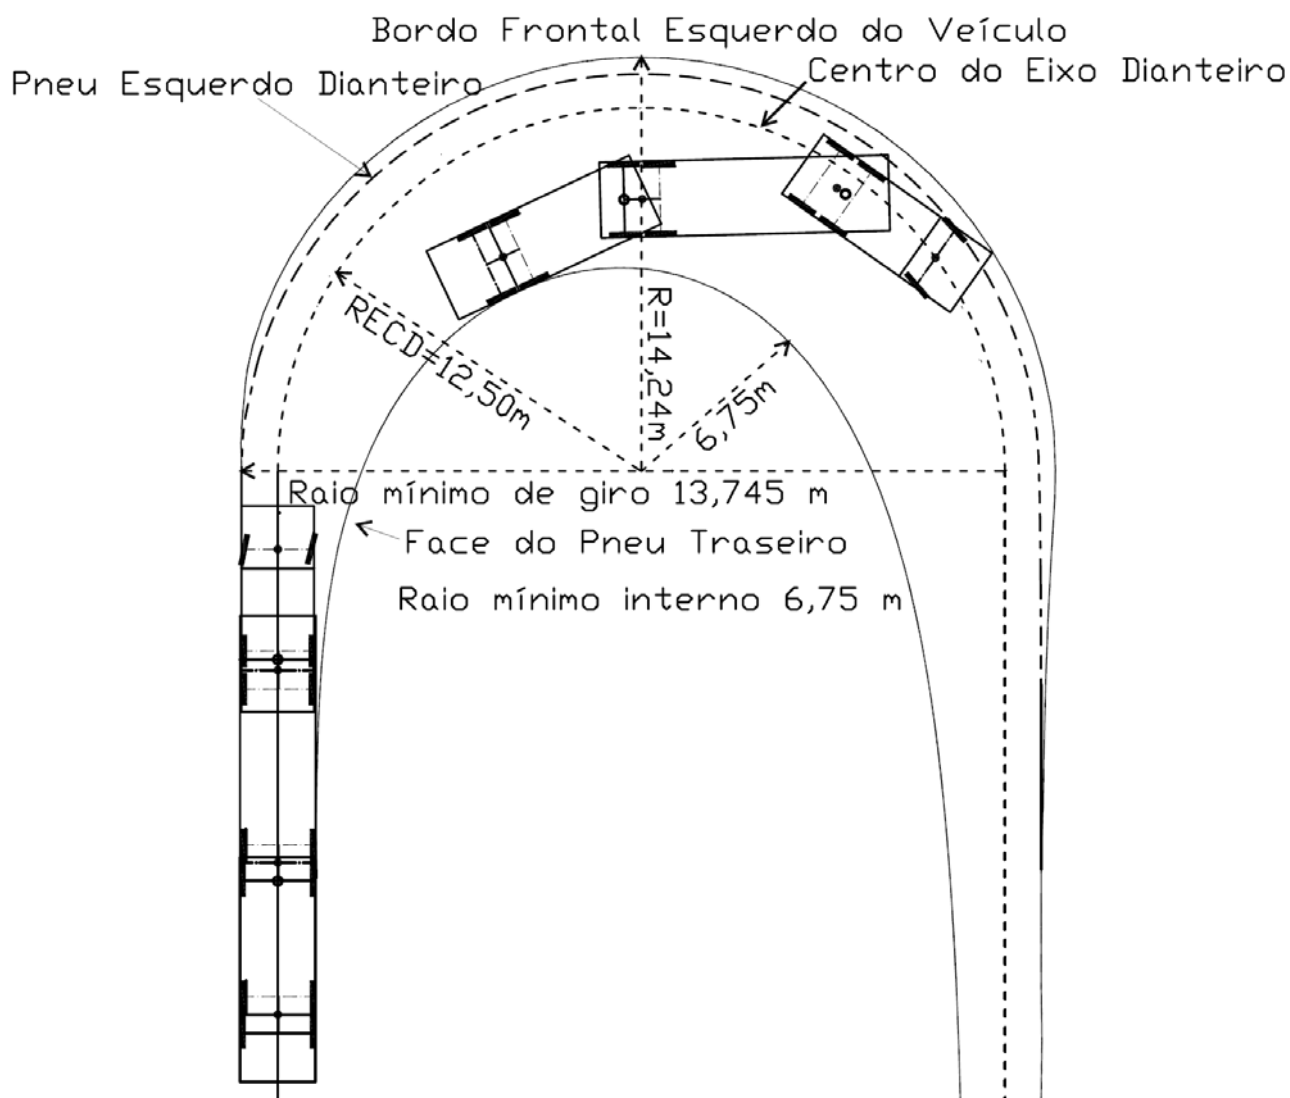 Bordo Frontal Esquerdo do Veículo
Pneu Esquerdo Dianteiro
Centro do Eixo Dianteiro
RECD=12,50m
R=14,24m
6,75m
Raio mínimo de giro 13,745 m
Face do Pneu Traseiro
Raio mínimo interno 6,75 m